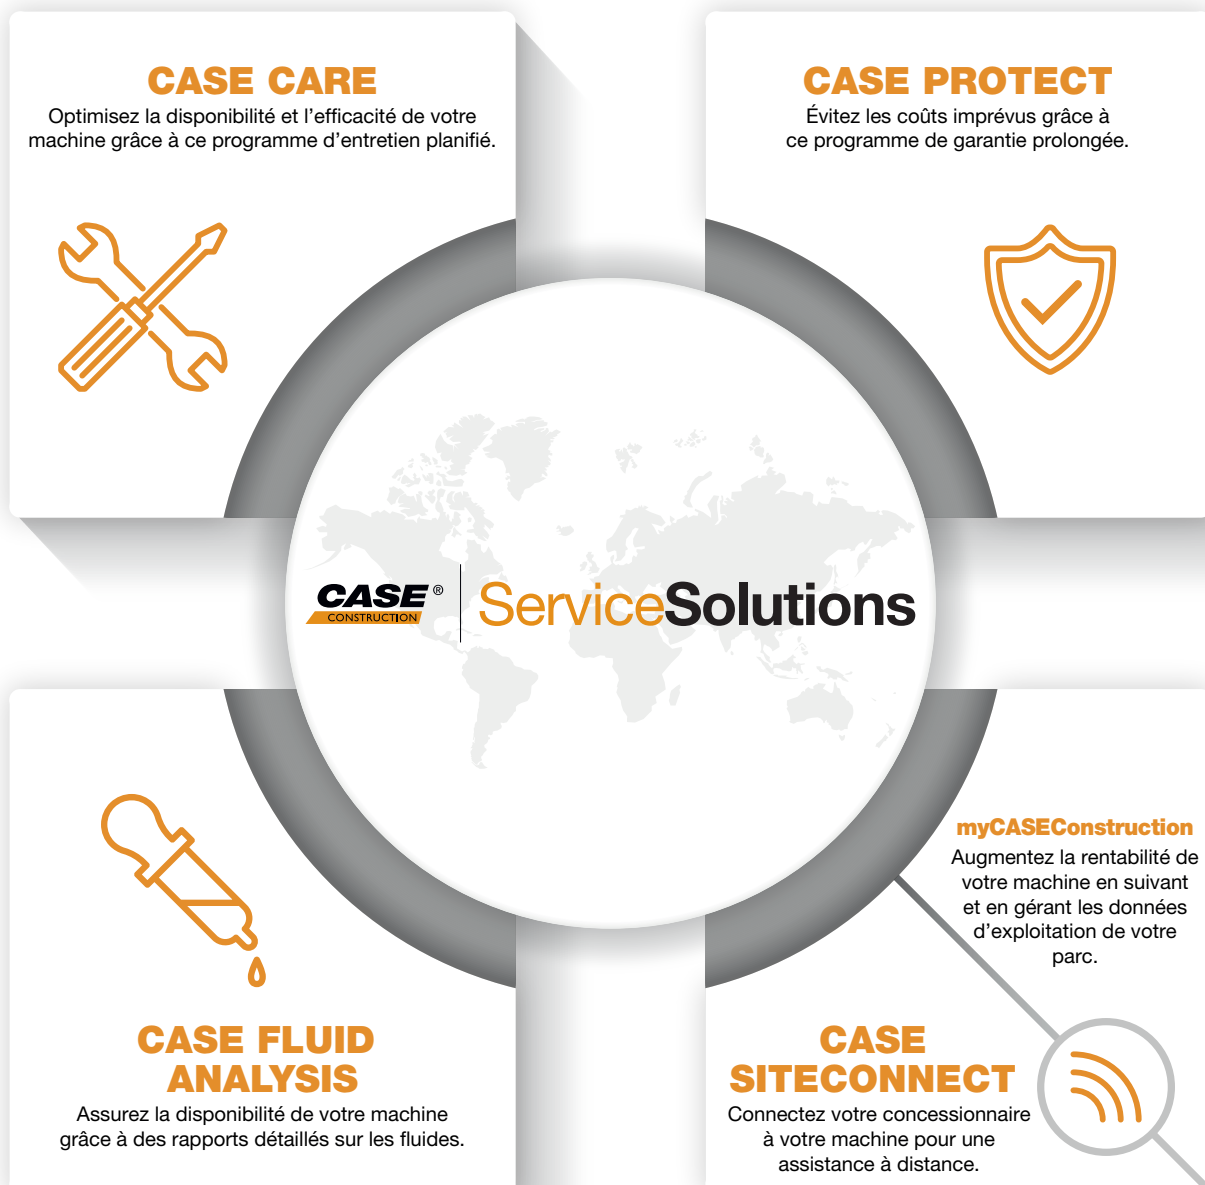 CASE CARE
Optimisez la disponibilité et l’efficacité de votre
machine grâce à ce programme d’entretien planifié.
CASE PROTECT
Évitez les coûts imprévus grâce à
ce programme de garantie prolongée.
CASE ®
CONSTRUCTION
ServiceSolutions
CASE FLUID
ANALYSIS
Assurez la disponibilité de votre machine
grâce à des rapports détaillés sur les fluides.
myCASEConstruction
Augmentez la rentabilité de
votre machine en suivant
et en gérant les données
d’exploitation de votre
parc.
CASE
SITECONNECT
Connectez votre concessionnaire
à votre machine pour une
assistance à distance.